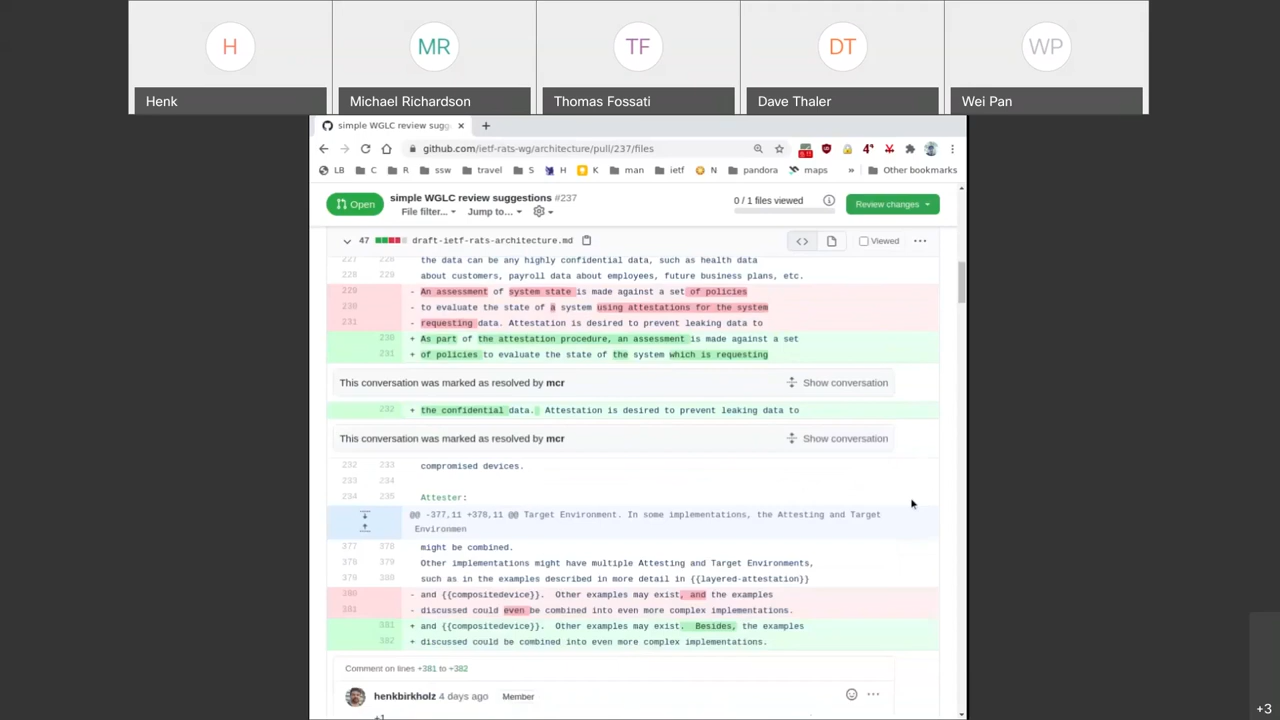 H
MR
TF
DT
WP
Henk
Michael Richardson
Thomas Fossati
Dave Thaler
Wei Pan
simple WGLC review sugg
github.com/ietf-rats-wg/architecture/pull/237/files
LB
C
R
ssw
travel
S
H
K
man
ietf
N
pandora
maps
»
Other bookmarks
Open
simple WGLC review suggestions #237
File filter...
Jump to...
0 / 1 files viewed
Review changes
47
draft-ietf-rats-architecture.md
Viewed
227 228 the data can be any highly confidential data, such as health data
228 229 about customers, payroll data about employees, future business plans, etc.
229 - An assessment of system state is made against a set of policies
230 - to evaluate the state of a system using attestations for the system
231 - requesting data. Attestation is desired to prevent leaking data to
230 + As part of the attestation procedure, an assessment is made against a set
231 + of policies to evaluate the state of the system which is requesting
This conversation was marked as resolved by mcr
Show conversation
232 + the confidential data. Attestation is desired to prevent leaking data to
This conversation was marked as resolved by mcr
Show conversation
232 233 compromised devices.
233 234
234 235 Attester:
@@ -377,11 +378,11 @@ Target Environment. In some implementations, the Attesting and Target
Environmen
377 378 might be combined.
378 379 Other implementations might have multiple Attesting and Target Environments,
379 380 such as in the examples described in more detail in {{layered-attestation}}
380 - and {{compositedevice}}. Other examples may exist, and the examples
381 - discussed could even be combined into even more complex implementations.
381 + and {{compositedevice}}. Other examples may exist. Besides, the examples
382 + discussed could be combined into even more complex implementations.
Comment on lines +381 to +382
henkbirkholz 4 days ago Member
+1
+3